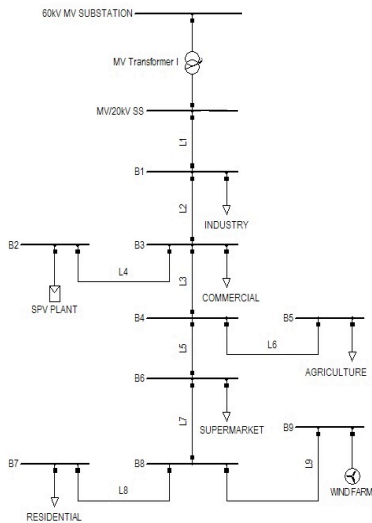 60kV MV SUBSTATION
MV Transformer I
MV/20kV SS
L1
B1
L2
INDUSTRY
B2
B3
L4
L3
SPV PLANT
COMMERCIAL
B4
B5
L5
L6
B6
AGRICULTURE
L7
SUPERMARKET
B9
B7
B8
L9
L8
RESIDENTIAL
WIND FARM